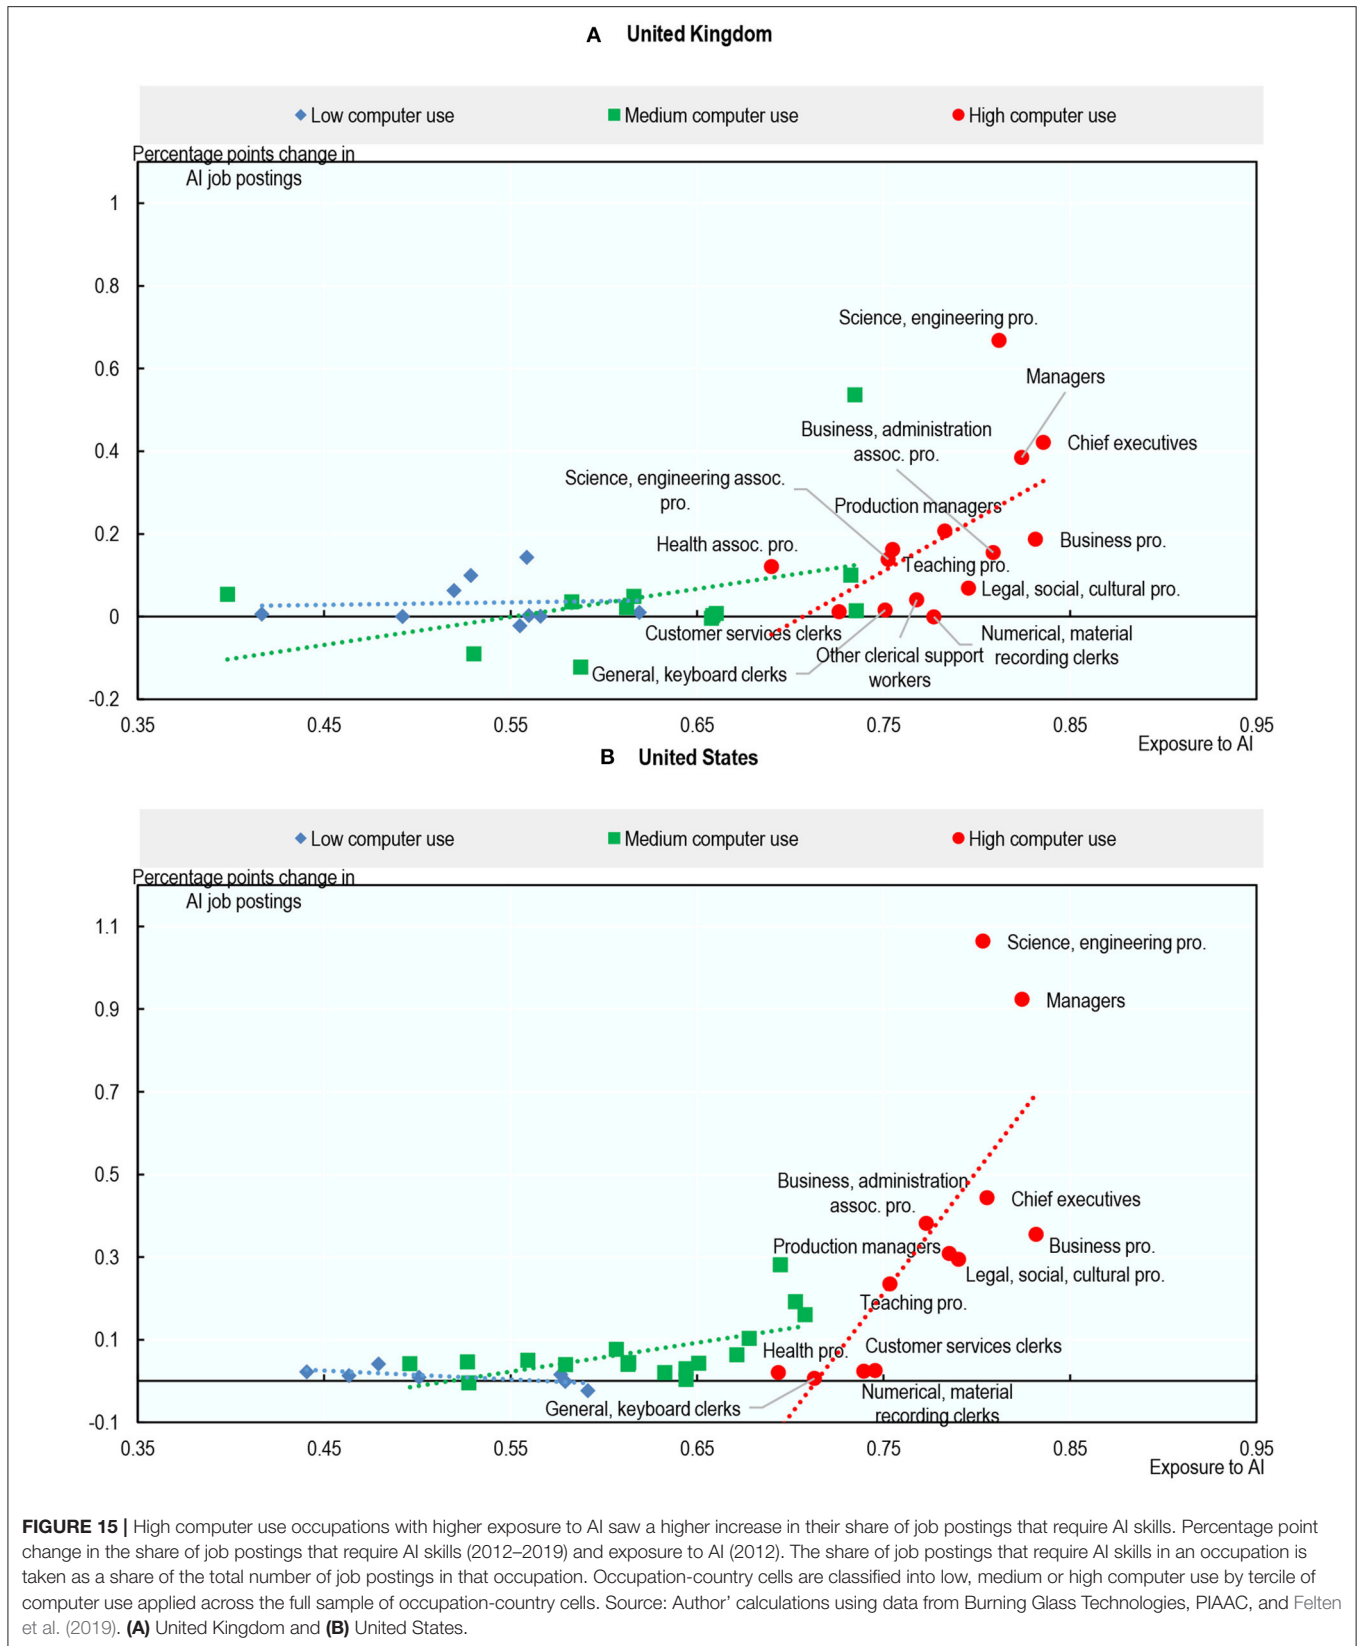 A United Kingdom
Low computer use
Medium computer use
High computer use
Percentage points change in
AI job postings
1
0.8
0.6
0.4
0.2
0
-0.2
Science, engineering pro.
Managers
Business, administration
assoc. pro.
Chief executives
Science, engineering assoc.
pro.
Production managers
Health assoc. pro.
Business pro.
Teaching pro.
Legal, social, cultural pro.
Customer services clerks
Numerical, material
recording clerks
Other clerical support
workers
General, keyboard clerks
0.35
0.45
0.55
0.65
0.75
0.85
0.95
Exposure to AI
B United States
Low computer use
Medium computer use
High computer use
Percentage points change in
AI job postings
1.1
0.9
0.7
0.5
0.3
0.1
-0.1
Science, engineering pro.
Managers
Business, administration
assoc. pro.
Chief executives
Production managers
Business pro.
Legal, social, cultural pro.
Teaching pro.
Health pro.
Customer services clerks
General, keyboard clerks
Numerical, material
recording clerks
0.35
0.45
0.55
0.65
0.75
0.85
0.95
Exposure to AI
FIGURE 15 | High computer use occupations with higher exposure to AI saw a higher increase in their share of job postings that require AI skills. Percentage point
change in the share of job postings that require AI skills (2012–2019) and exposure to AI (2012). The share of job postings that require AI skills in an occupation is
taken as a share of the total number of job postings in that occupation. Occupation-country cells are classified into low, medium or high computer use by tercile of
computer use applied across the full sample of occupation-country cells. Source: Author' calculations using data from Burning Glass Technologies, PIAAC, and Felten
et al. (2019). (A) United Kingdom and (B) United States.